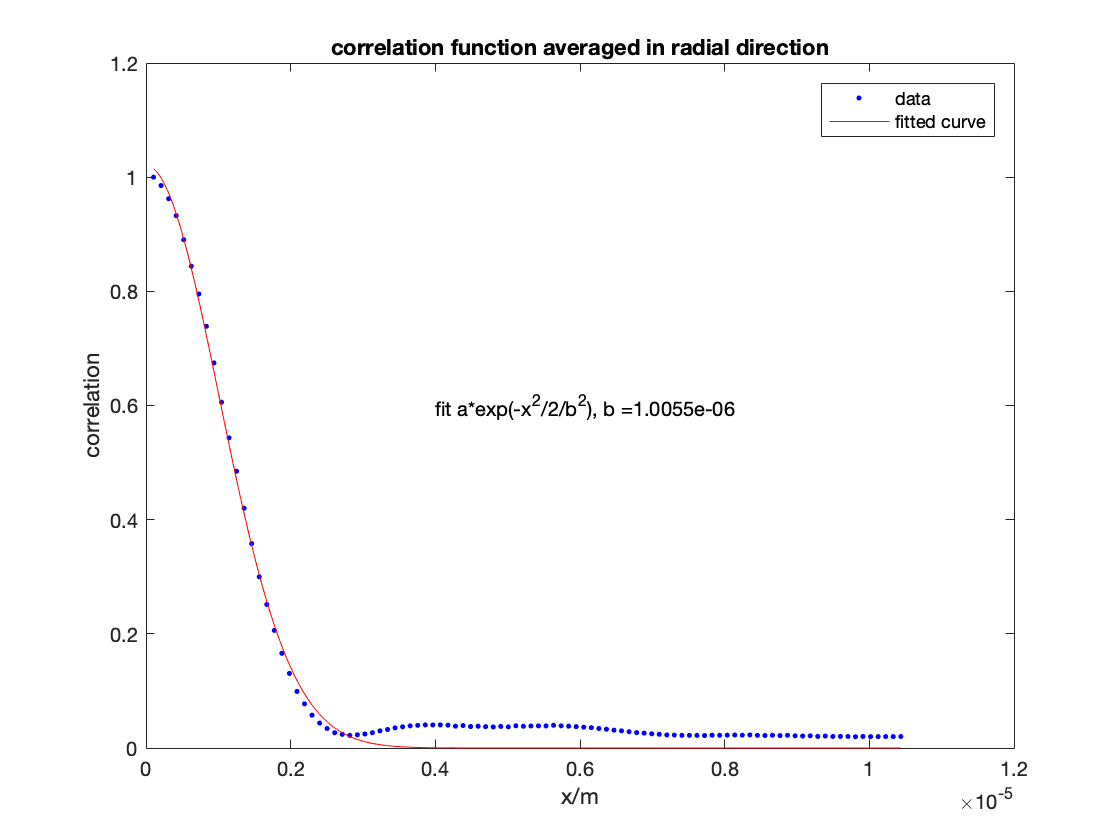 correlation function averaged in radial direction
1.2
1
0.8
0.6
0.4
0.2
0
correlation
data
fitted curve
fit a*exp(-x^2/2/b^2), b =1.0055e-06
0 0.2 0.4 0.6 0.8 1 1.2
x/m
×10^-5